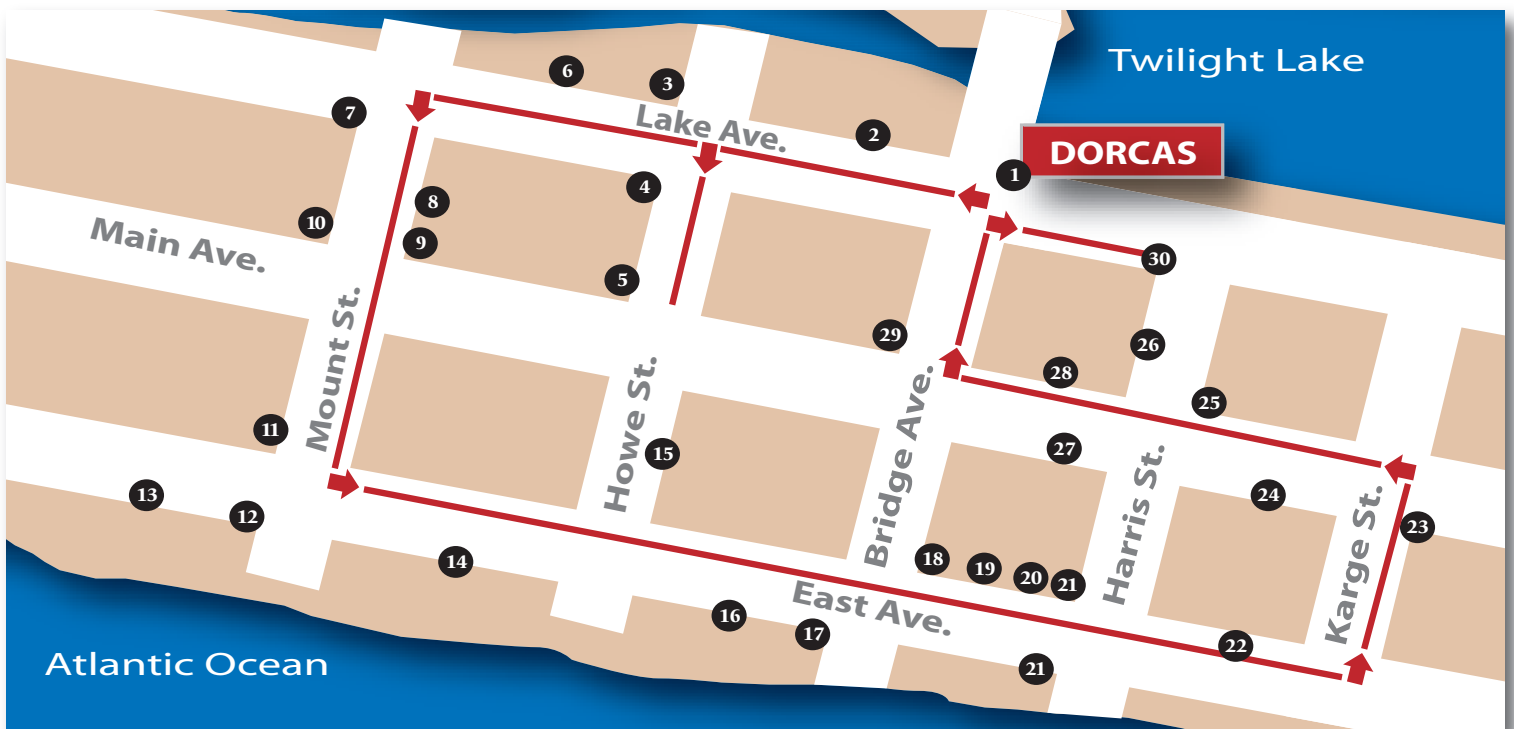 Twilight Lake
6
3
7
Lake Ave.
2
DORCAS
1
4
8
10
9
Main Ave.
5
30
29
26
28
25
Mount St.
Howe St.
Bridge Ave.
11
15
27
Harris St.
24
Karge St.
23
13
12
14
18
19
20
21
East Ave.
16
17
22
21
Atlantic Ocean